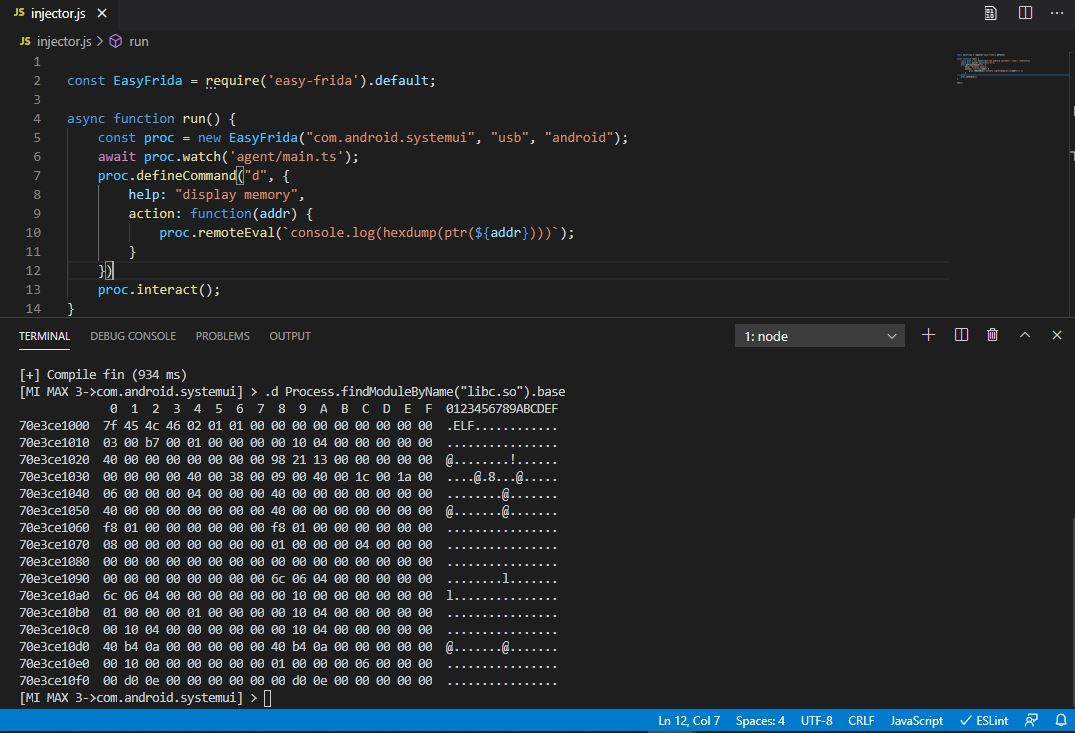 JS injector.js ×
JS injector.js > run
1
2 const EasyFrida = require('easy-frida').default;
3
4 async function run() {
5 const proc = new EasyFrida("com.android.systemui", "usb", "android");
6 await proc.watch('agent/main.ts');
7 proc.defineCommand("d", {
8 help: "display memory",
9 action: function(addr) {
10 proc.remoteEval(`console.log(hexdump(ptr(${addr})))`);
11 }
12 })
13 proc.interact();
14 }
TERMINAL DEBUG CONSOLE PROBLEMS OUTPUT 1: node
[+] Compile fin (934 ms)
[MI MAX 3->com.android.systemui] > .d Process.findModuleByName("libc.so").base
0 1 2 3 4 5 6 7 8 9 A B C D E F 0123456789ABCDEF
70e3ce1000 7f 45 4c 46 02 01 01 00 00 00 00 00 00 00 00 00 .ELF............
70e3ce1010 03 00 b7 00 01 00 00 00 00 10 04 00 00 00 00 00 ................
70e3ce1020 40 00 00 00 00 00 00 00 98 21 13 00 00 00 00 00 @........!......
70e3ce1030 00 00 00 00 40 00 38 00 09 00 40 00 1c 00 1a 00 ....@.8...@.....
70e3ce1040 06 00 00 00 04 00 00 00 40 00 00 00 00 00 00 00 ........@.......
70e3ce1050 40 00 00 00 00 00 00 00 40 00 00 00 00 00 00 00 @.......@.......
70e3ce1060 f8 01 00 00 00 00 00 00 f8 01 00 00 00 00 00 00 ................
70e3ce1070 08 00 00 00 00 00 00 00 01 00 00 00 04 00 00 00 ................
70e3ce1080 00 00 00 00 00 00 00 00 00 00 00 00 00 00 00 00 ................
70e3ce1090 00 00 00 00 00 00 00 00 6c 06 04 00 00 00 00 00 ........l.......
70e3ce10a0 6c 06 04 00 00 00 00 00 00 10 00 00 00 00 00 00 l...............
70e3ce10b0 01 00 00 00 01 00 00 00 00 10 04 00 00 00 00 00 ................
70e3ce10c0 00 10 04 00 00 00 00 00 00 10 04 00 00 00 00 00 ................
70e3ce10d0 40 b4 0a 00 00 00 00 00 40 b4 0a 00 00 00 00 00 @.......@.......
70e3ce10e0 00 10 00 00 00 00 00 00 01 00 00 00 06 00 00 00 ................
70e3ce10f0 00 d0 0e 00 00 00 00 00 00 d0 0e 00 00 00 00 00 ................
[MI MAX 3->com.android.systemui] >
Ln 12, Col 7 Spaces: 4 UTF-8 CRLF JavaScript ESLint